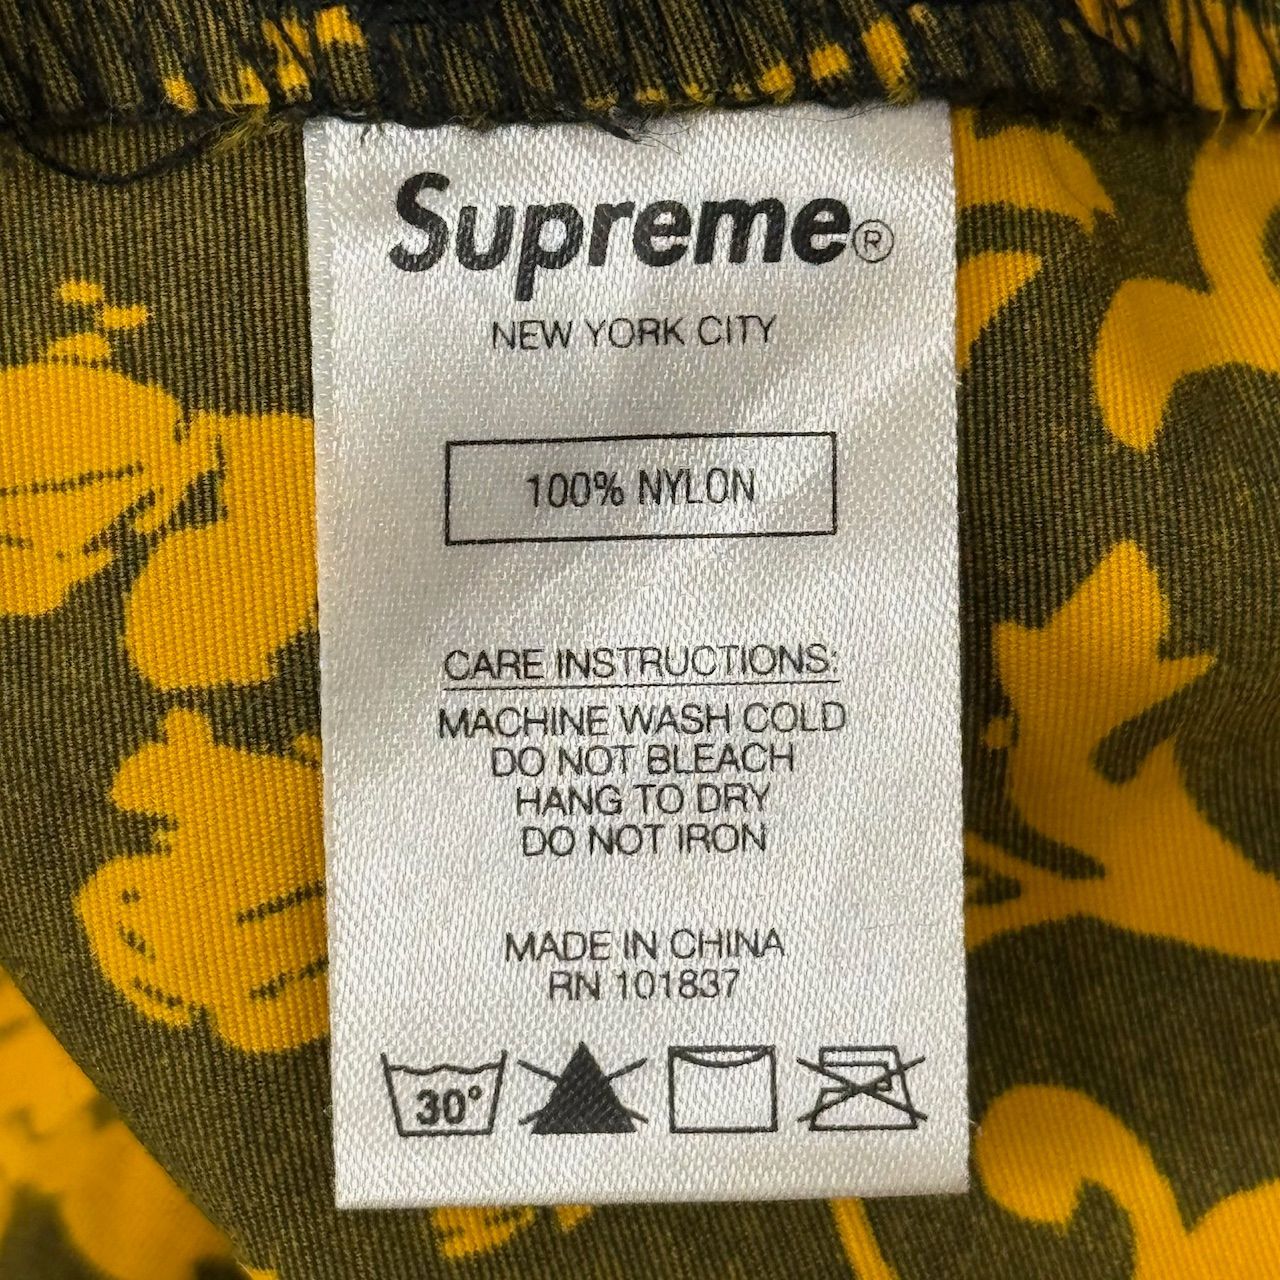 Supreme®
NEW YORK CITY
100% NYLON
CARE INSTRUCTIONS:
MACHINE WASH COLD
DO NOT BLEACH
HANG TO DRY
DO NOT IRON
MADE IN CHINA
RN 101837
30°